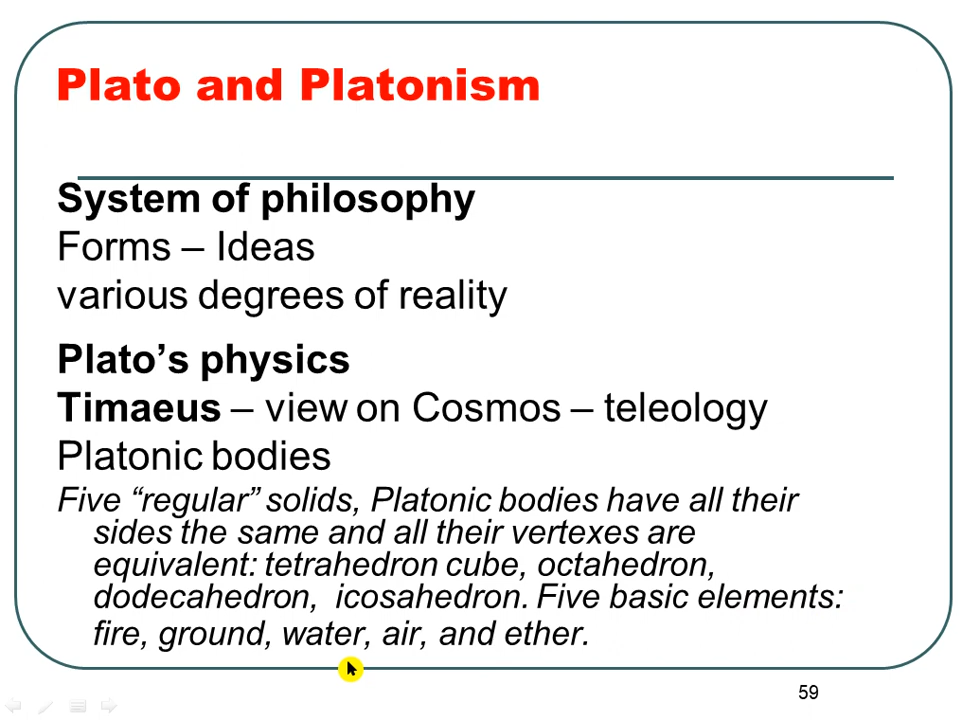 Plato and Platonism
System of philosophy
Forms – Ideas
various degrees of reality
Plato’s physics
Timaeus – view on Cosmos – teleology
Platonic bodies
Five “regular” solids, Platonic bodies have all their
sides the same and all their vertexes are
equivalent: tetrahedron cube, octahedron,
dodecahedron, icosahedron. Five basic elements:
fire, ground, water, air, and ether.
59